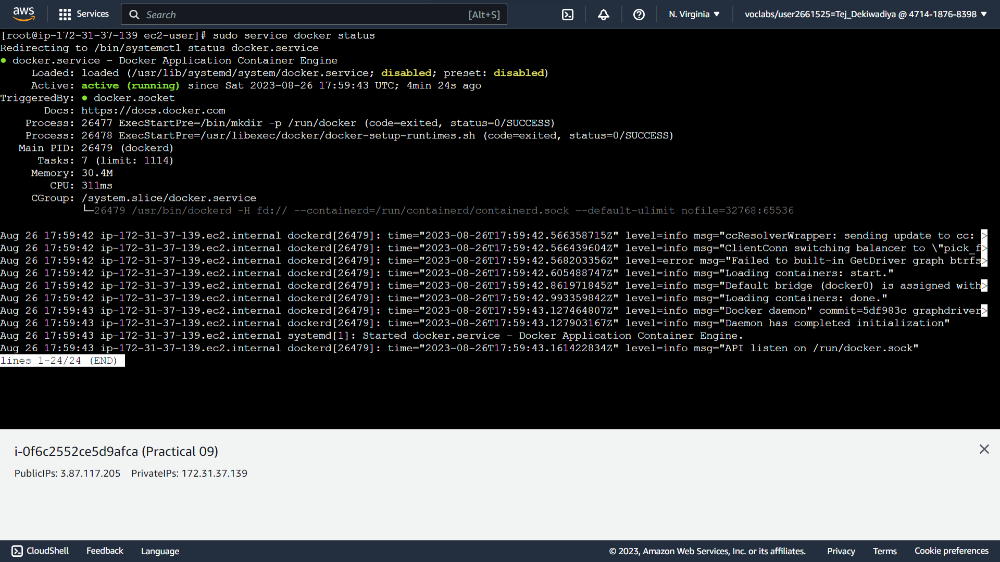 aws
Services
Search
[Alt+S]
N. Virginia
voclabs/user2661525=Tej_Dekiwadiya @ 4714-1876-8398
[root@ip-172-31-37-139 ec2-user]# sudo service docker status
Redirecting to /bin/systemctl status docker.service
● docker.service - Docker Application Container Engine
Loaded: loaded (/usr/lib/systemd/system/docker.service; disabled; preset: disabled)
Active: active (running) since Sat 2023-08-26 17:59:43 UTC; 4min 24s ago
TriggeredBy: ● docker.socket
Docs: https://docs.docker.com
Process: 26477 ExecStartPre=/bin/mkdir -p /run/docker (code=exited, status=0/SUCCESS)
Process: 26478 ExecStartPre=/usr/libexec/docker/docker-setup-runtimes.sh (code=exited, status=0/SUCCESS)
Main PID: 26479 (dockerd)
Tasks: 7 (limit: 1114)
Memory: 30.4M
CPU: 311ms
CGroup: /system.slice/docker.service
└─26479 /usr/bin/dockerd -H fd:// --containerd=/run/containerd/containerd.sock --default-ulimit nofile=32768:65536
Aug 26 17:59:42 ip-172-31-37-139.ec2.internal dockerd[26479]: time="2023-08-26T17:59:42.566358715Z" level=info msg="ccResolverWrapper: sending update to cc: >
Aug 26 17:59:42 ip-172-31-37-139.ec2.internal dockerd[26479]: time="2023-08-26T17:59:42.566439604Z" level=info msg="ClientConn switching balancer to \"pick_f>
Aug 26 17:59:42 ip-172-31-37-139.ec2.internal dockerd[26479]: time="2023-08-26T17:59:42.568203356Z" level=error msg="Failed to built-in GetDriver graph btrfs>
Aug 26 17:59:42 ip-172-31-37-139.ec2.internal dockerd[26479]: time="2023-08-26T17:59:42.605488747Z" level=info msg="Loading containers: start."
Aug 26 17:59:42 ip-172-31-37-139.ec2.internal dockerd[26479]: time="2023-08-26T17:59:42.861971845Z" level=info msg="Default bridge (docker0) is assigned with>
Aug 26 17:59:42 ip-172-31-37-139.ec2.internal dockerd[26479]: time="2023-08-26T17:59:42.993359842Z" level=info msg="Loading containers: done."
Aug 26 17:59:43 ip-172-31-37-139.ec2.internal dockerd[26479]: time="2023-08-26T17:59:43.127464807Z" level=info msg="Docker daemon" commit=5df983c graphdriver>
Aug 26 17:59:43 ip-172-31-37-139.ec2.internal dockerd[26479]: time="2023-08-26T17:59:43.127903167Z" level=info msg="Daemon has completed initialization"
Aug 26 17:59:43 ip-172-31-37-139.ec2.internal systemd[1]: Started docker.service - Docker Application Container Engine.
Aug 26 17:59:43 ip-172-31-37-139.ec2.internal dockerd[26479]: time="2023-08-26T17:59:43.161422834Z" level=info msg="API listen on /run/docker.sock"
lines 1-24/24 (END)
i-0f6c2552ce5d9afca (Practical 09)
PublicIPs: 3.87.117.205 PrivateIPs: 172.31.37.139
CloudShell
Feedback
Language
© 2023, Amazon Web Services, Inc. or its affiliates.
Privacy
Terms
Cookie preferences